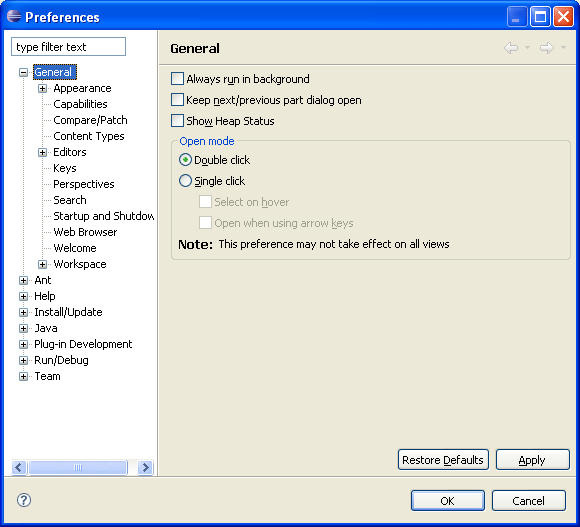 Preferences
type filter text
General
Appearance
Capabilities
Compare/Patch
Content Types
Editors
Keys
Perspectives
Search
Startup and Shutdow
Web Browser
Welcome
Workspace
Ant
Help
Install/Update
Java
Plug-in Development
Run/Debug
Team
General
Always run in background
Keep next/previous part dialog open
Show Heap Status
Open mode
Double click
Single click
Select on hover
Open when using arrow keys
Note: This preference may not take effect on all views
Restore Defaults
Apply
?
OK
Cancel